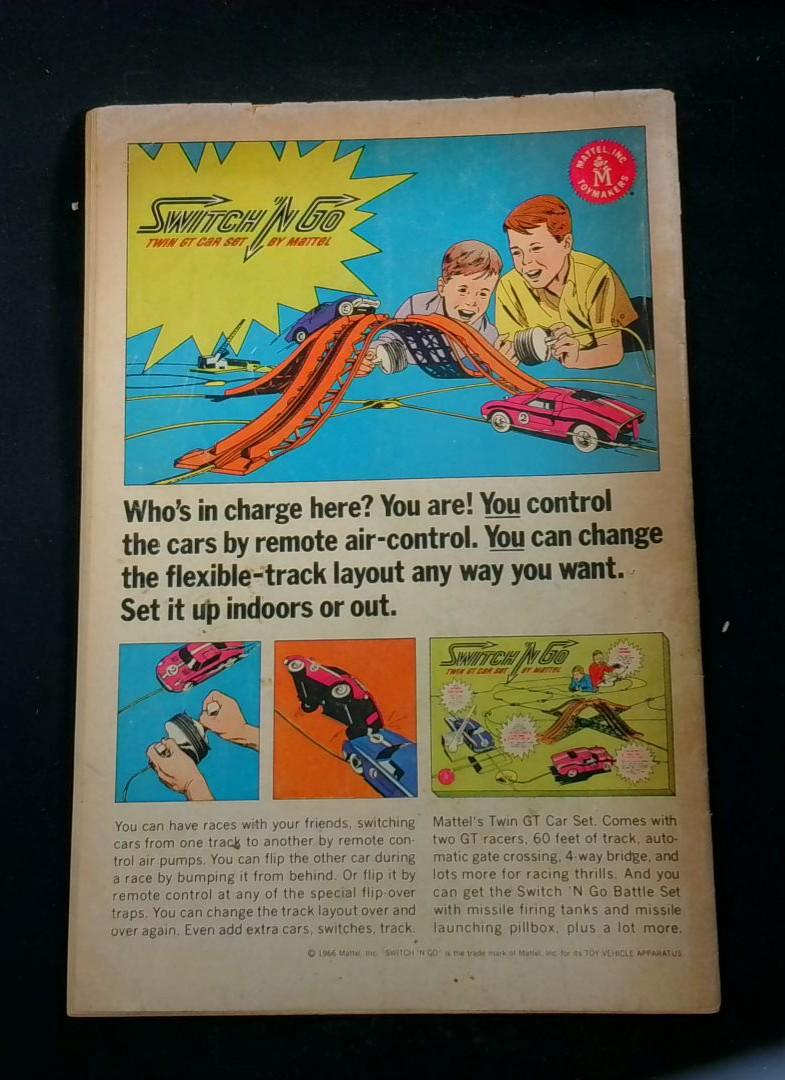 SWITCH 'N GO
TWIN GT CAR SET BY MATTEL
MATTEL, INC.
M
TOYMAKERS
2
Who's in charge here? You are! You control
the cars by remote air-control. You can change
the flexible-track layout any way you want.
Set it up indoors or out.
SWITCH 'N GO
TWIN GT CAR SET BY MATTEL
You can have races with your friends, switching
cars from one track to another by remote con-
trol air pumps. You can flip the other car during
a race by bumping it from behind. Or flip it by
remote control at any of the special flip-over
traps. You can change the track layout over and
over again. Even add extra cars, switches, track.
Mattel's Twin GT Car Set. Comes with
two GT racers, 60 feet of track, auto-
matic gate crossing, 4-way bridge, and
lots more for racing thrills. And you
can get the Switch 'N Go Battle Set
with missile firing tanks and missile
launching pillbox, plus a lot more.
© 1966 Mattel, Inc. "SWITCH 'N GO" is the trade mark of Mattel, Inc. for its TOY VEHICLE APPARATUS